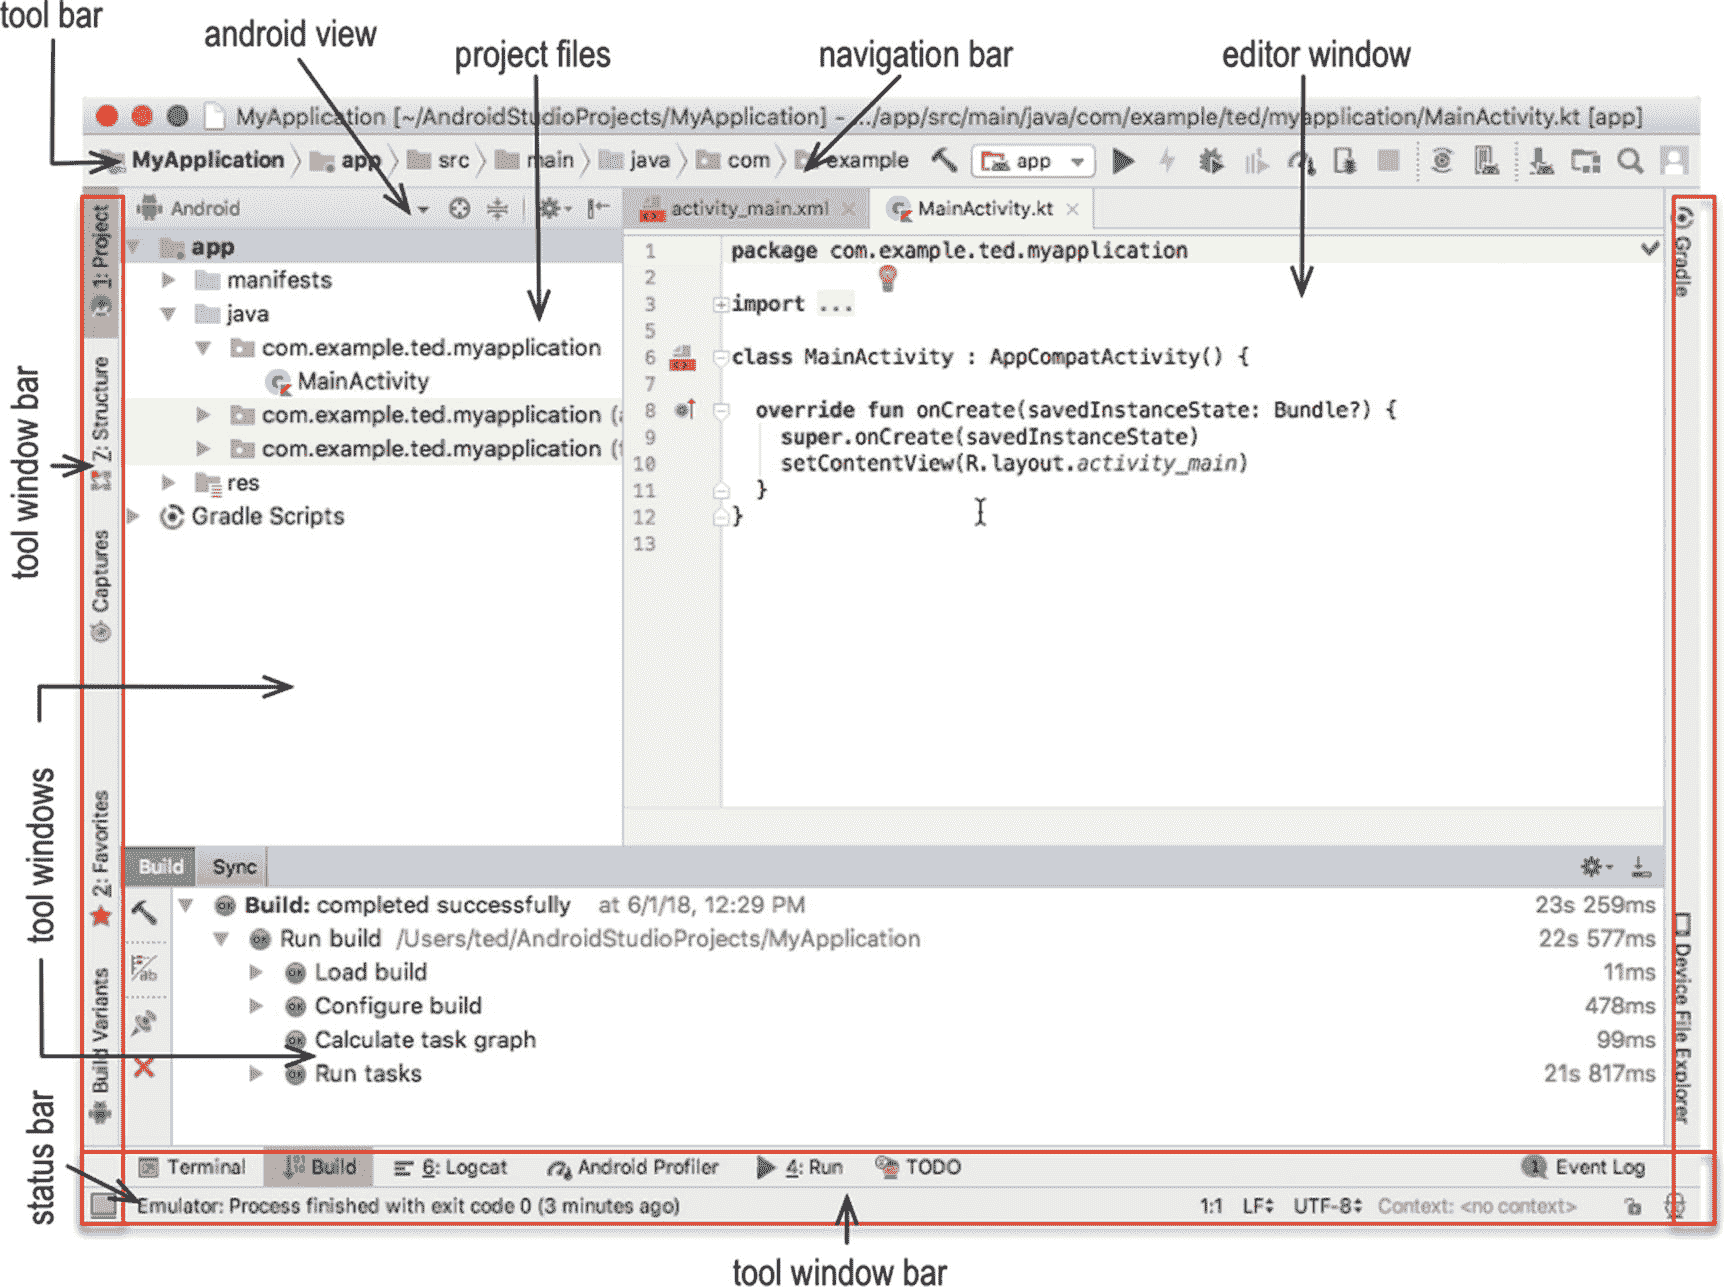 tool bar
android view
project files
navigation bar
editor window
MyApplication [~/AndroidStudioProjects/MyApplication] - .../app/src/main/java/com/example/ted/myapplication/MainActivity.kt [app]
MyApplication app src main java com example app
1: Project
Z: Structure
Captures
2: Favorites
Build Variants
tool window bar
tool windows
status bar
Android
app
manifests
java
com.example.ted.myapplication
MainActivity
com.example.ted.myapplication (a
com.example.ted.myapplication (t
res
Gradle Scripts
activity_main.xml MainActivity.kt
1 package com.example.ted.myapplication
2
3 import ...
5
6 class MainActivity : AppCompatActivity() {
7
8 override fun onCreate(savedInstanceState: Bundle?) {
9 super.onCreate(savedInstanceState)
10 setContentView(R.layout.activity_main)
11 }
12 }
13
Gradle
Device File Explorer
Build Sync
Build: completed successfully at 6/1/18, 12:29 PM 23s 259ms
Run build /Users/ted/AndroidStudioProjects/MyApplication 22s 577ms
Load build 11ms
Configure build 478ms
Calculate task graph 99ms
Run tasks 21s 817ms
Terminal Build 6: Logcat Android Profiler 4: Run TODO 1 Event Log
Emulator: Process finished with exit code 0 (3 minutes ago) 1:1 LF UTF-8 Context: <no context>
tool window bar